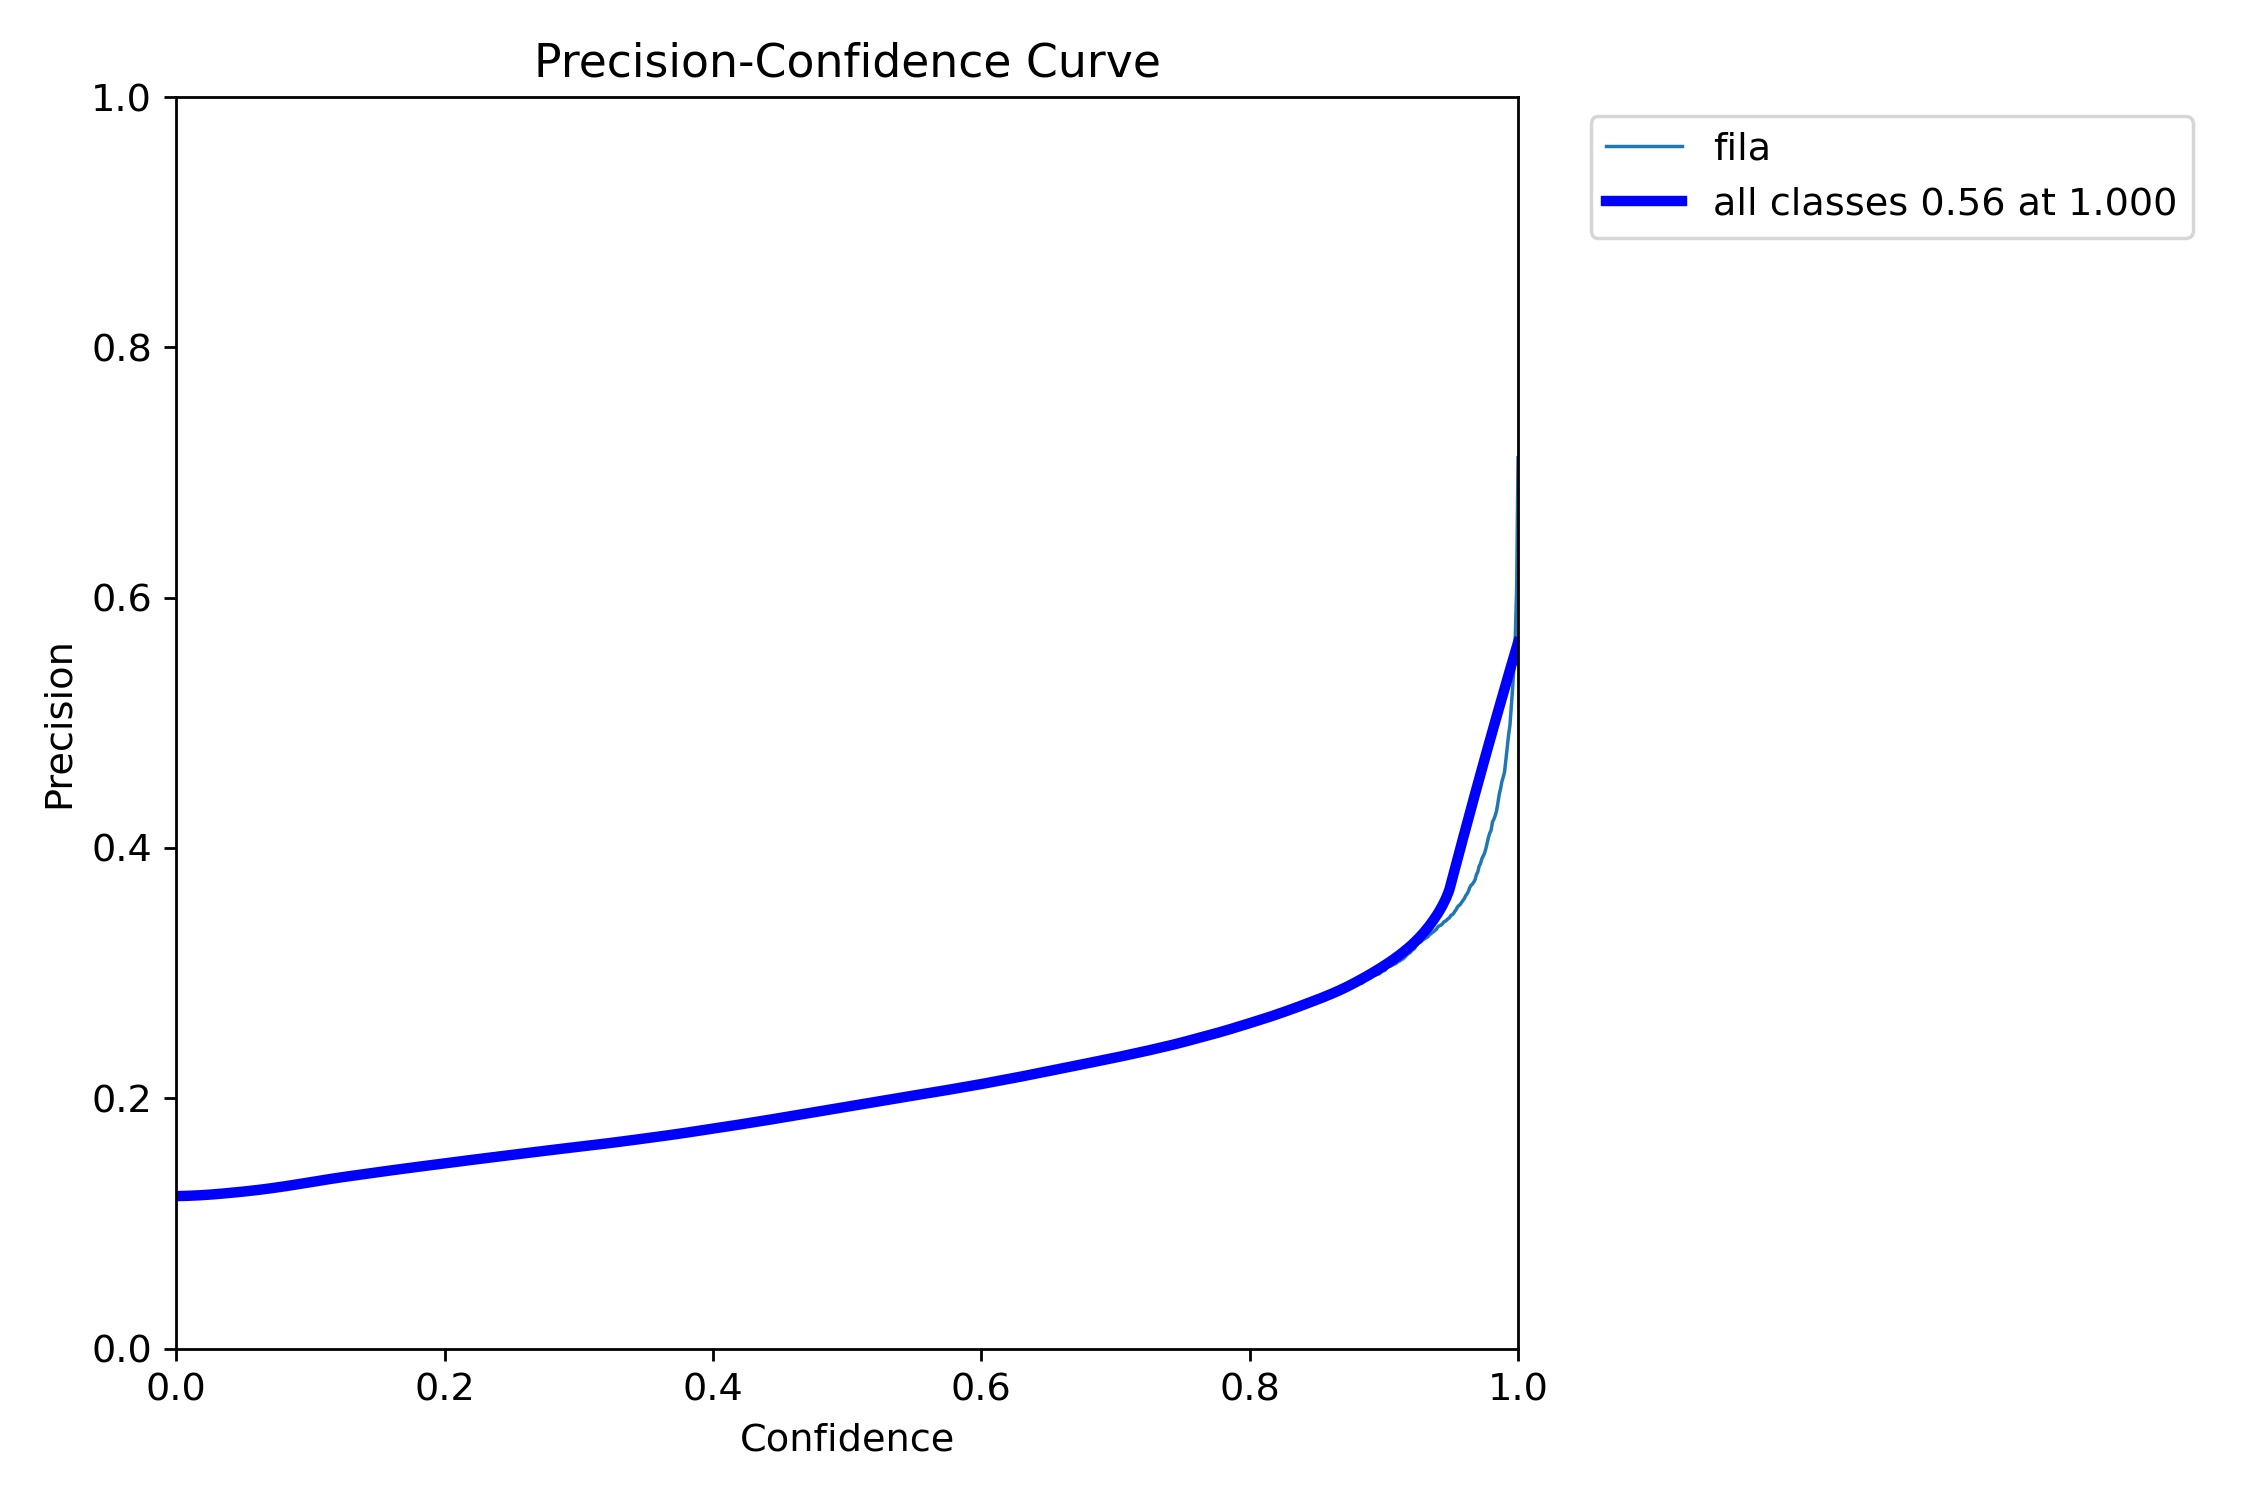 Precision-Confidence Curve
fila
all classes 0.56 at 1.000
Precision
1.0
0.8
0.6
0.4
0.2
0.0
0.0 0.2 0.4 0.6 0.8 1.0
Confidence